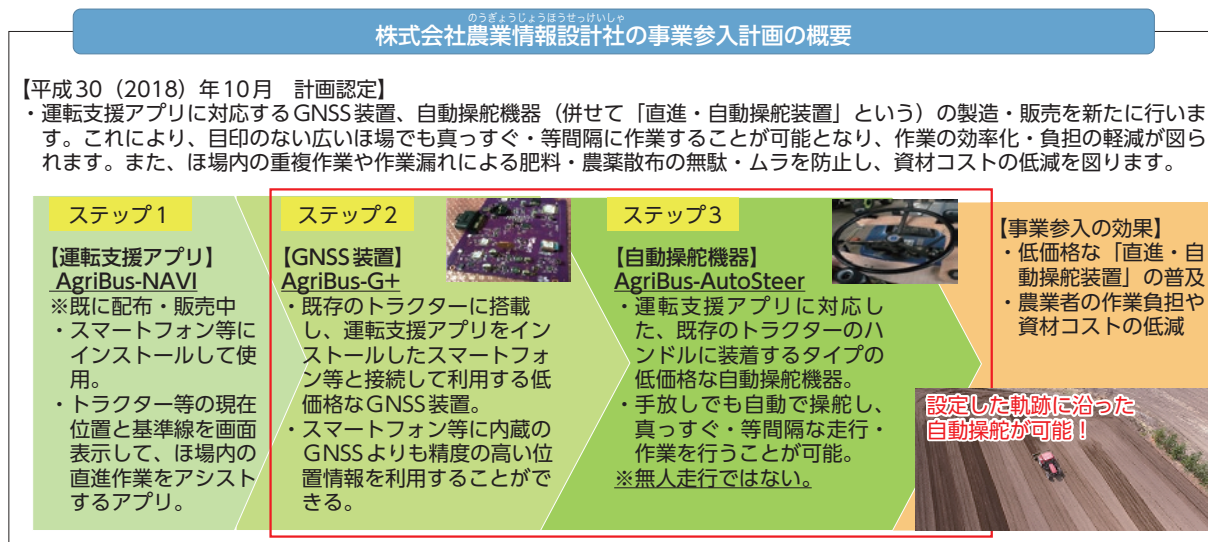 のうぎょうじょうほうせっけいしゃ
株式会社農業情報設計社の事業参入計画の概要
【平成30（2018）年10月　計画認定】
・運転支援アプリに対応するGNSS装置、自動操舵機器（併せて「直進・自動操舵装置」という）の製造・販売を新たに行いま
す。これにより、目印のない広いほ場でも真っすぐ・等間隔に作業することが可能となり、作業の効率化・負担の軽減が図ら
れます。また、ほ場内の重複作業や作業漏れによる肥料・農薬散布の無駄・ムラを防止し、資材コストの低減を図ります。
ステップ1
【運転支援アプリ】
AgriBus-NAVI
※既に配布・販売中
・スマートフォン等に
インストールして使
用。
・トラクター等の現在
位置と基準線を画面
表示して、ほ場内の
直進作業をアシスト
するアプリ。
ステップ2
【GNSS装置】
AgriBus-G+
・既存のトラクターに搭載
し、運転支援アプリをイン
ストールしたスマートフォ
ン等と接続して利用する低
価格なGNSS装置。
・スマートフォン等に内蔵の
GNSSよりも精度の高い位
置情報を利用することがで
きる。
ステップ3
【自動操舵機器】
AgriBus-AutoSteer
・運転支援アプリに対応し
た、既存のトラクターのハ
ンドルに装着するタイプの
低価格な自動操舵機器。
・手放しでも自動で操舵し、
真っすぐ・等間隔な走行・
作業を行うことが可能。
※無人走行ではない。
【事業参入の効果】
・低価格な「直進・自
動操舵装置」の普及
・農業者の作業負担や
資材コストの低減
設定した軌跡に沿った
自動操舵が可能！